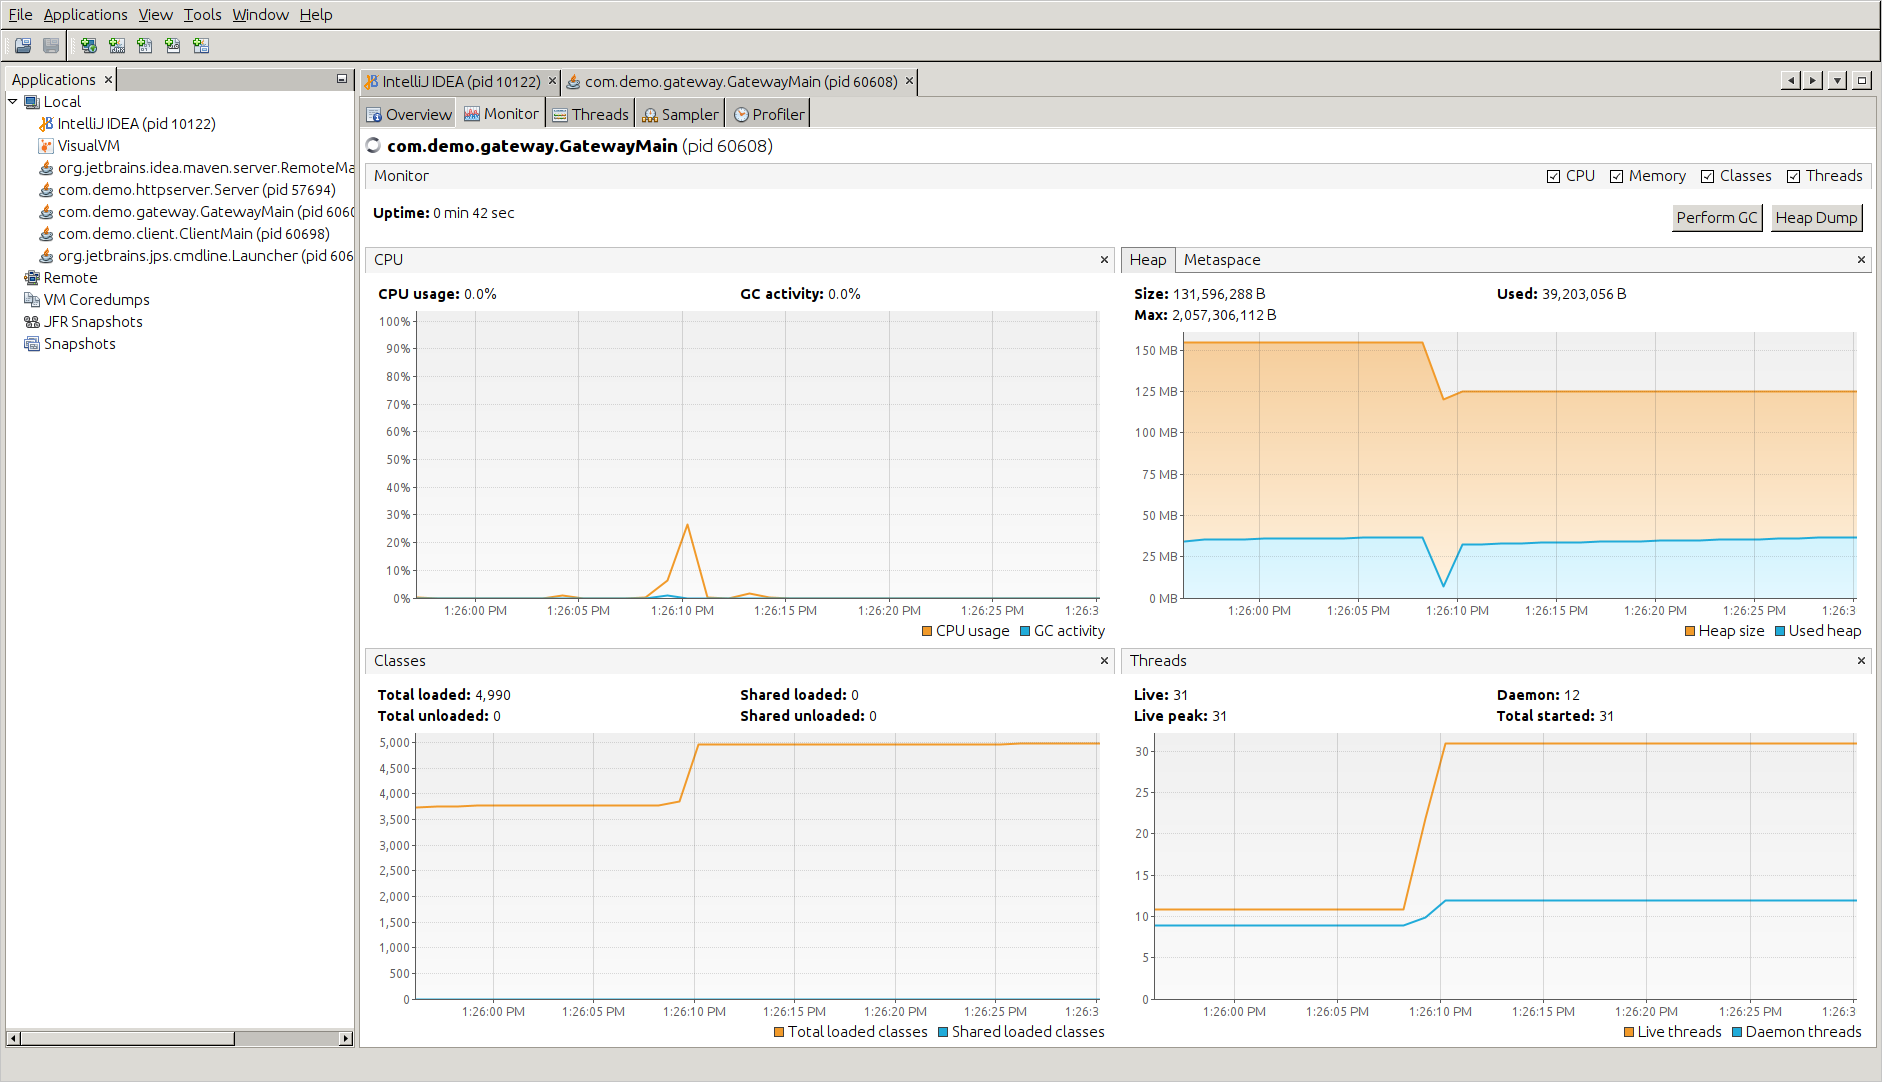 File Applications View Tools Window Help
Applications
Local
IntelliJ IDEA (pid 10122)
VisualVM
org.jetbrains.idea.maven.server.RemoteMa
com.demo.httpserver.Server (pid 57694)
com.demo.gateway.GatewayMain (pid 6060
com.demo.client.ClientMain (pid 60698)
org.jetbrains.jps.cmdline.Launcher (pid 606
Remote
VM Coredumps
JFR Snapshots
Snapshots
IntelliJ IDEA (pid 10122) com.demo.gateway.GatewayMain (pid 60608)
Overview Monitor Threads Sampler Profiler
com.demo.gateway.GatewayMain (pid 60608)
Monitor CPU Memory Classes Threads
Uptime: 0 min 42 sec Perform GC Heap Dump
CPU
CPU usage: 0.0% GC activity: 0.0%
100%
90%
80%
70%
60%
50%
40%
30%
20%
10%
0%
1:26:00 PM 1:26:05 PM 1:26:10 PM 1:26:15 PM 1:26:20 PM 1:26:25 PM 1:26:3
CPU usage GC activity
Heap Metaspace
Size: 131,596,288 B Used: 39,203,056 B
Max: 2,057,306,112 B
150 MB
125 MB
100 MB
75 MB
50 MB
25 MB
0 MB
1:26:00 PM 1:26:05 PM 1:26:10 PM 1:26:15 PM 1:26:20 PM 1:26:25 PM 1:26:3
Heap size Used heap
Classes
Total loaded: 4,990 Shared loaded: 0
Total unloaded: 0 Shared unloaded: 0
5,000
4,500
4,000
3,500
3,000
2,500
2,000
1,500
1,000
500
0
1:26:00 PM 1:26:05 PM 1:26:10 PM 1:26:15 PM 1:26:20 PM 1:26:25 PM 1:26:3
Total loaded classes Shared loaded classes
Threads
Live: 31 Daemon: 12
Live peak: 31 Total started: 31
30
25
20
15
10
5
0
1:26:00 PM 1:26:05 PM 1:26:10 PM 1:26:15 PM 1:26:20 PM 1:26:25 PM 1:26:3
Live threads Daemon threads